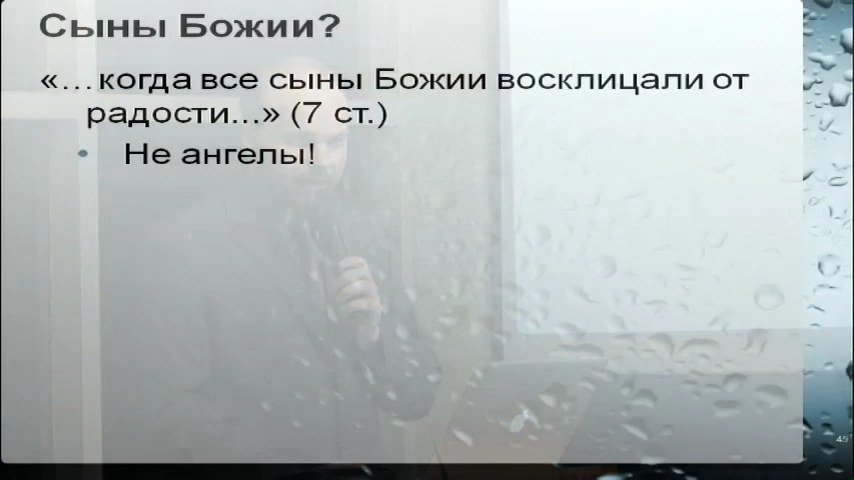 Сыны Божии?
«…когда все сыны Божии восклицали от
радости...» (7 ст.)
• Не ангелы!
45